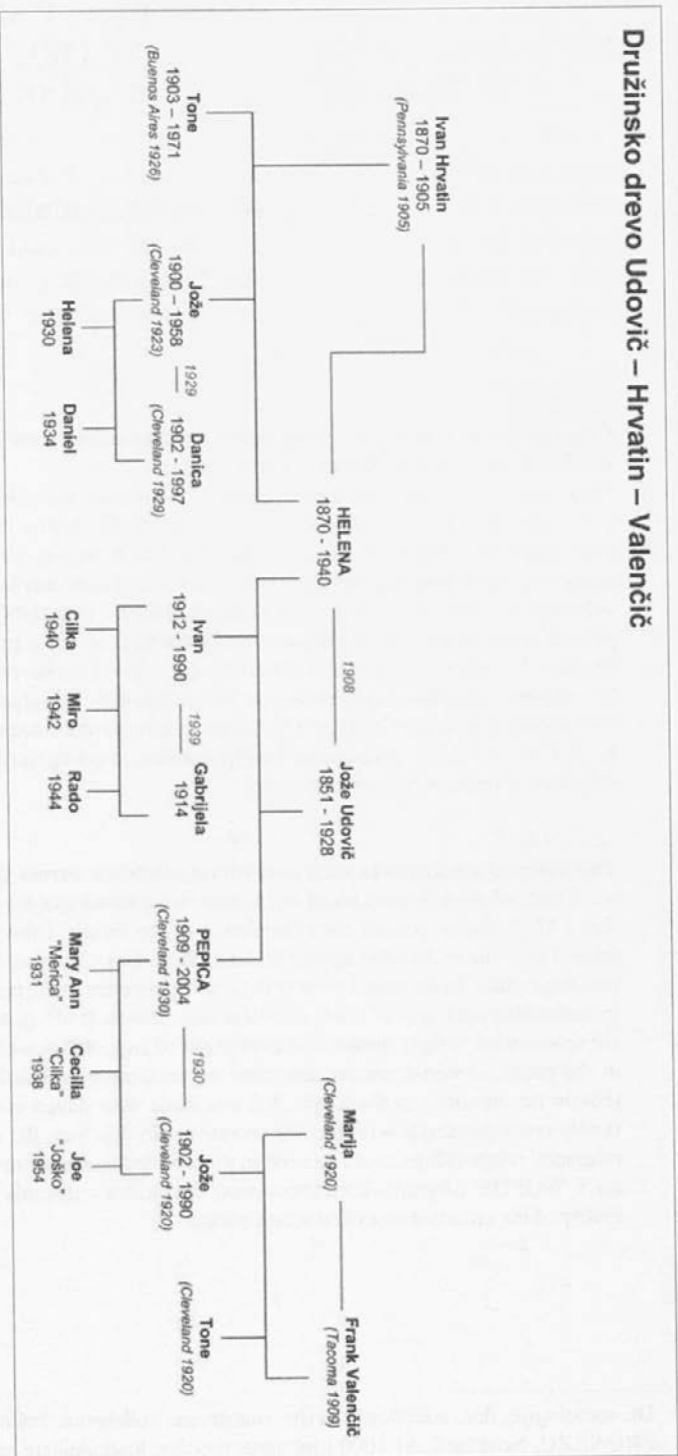 Družinsko drevo Udovič – Hrvatin – Valenčič
Ivan Hrvatin
1870 – 1905
(Pennsylvania 1905)
HELENA
1870 - 1940
1908
Jože Udovič
1851 - 1928
Marija
(Cleveland 1920)
Frank Valenčič
(Tacoma 1909)
Tone
1903 – 1971
(Buenos Aires 1926)
Jože
1900 – 1958
(Cleveland 1923)
1929
Danica
1902 - 1997
(Cleveland 1929)
Ivan
1912 - 1990
1939
Gabrijela
1914
PEPICA
1909 - 2004
(Cleveland 1930)
1930
Jože
1902 - 1990
(Cleveland 1920)
Tone
(Cleveland 1920)
Helena
1930
Daniel
1934
Cilka
1940
Miro
1942
Rado
1944
Mary Ann
"Merica"
1931
Cecilia
"Cilka"
1938
Joe
"Joško"
1954